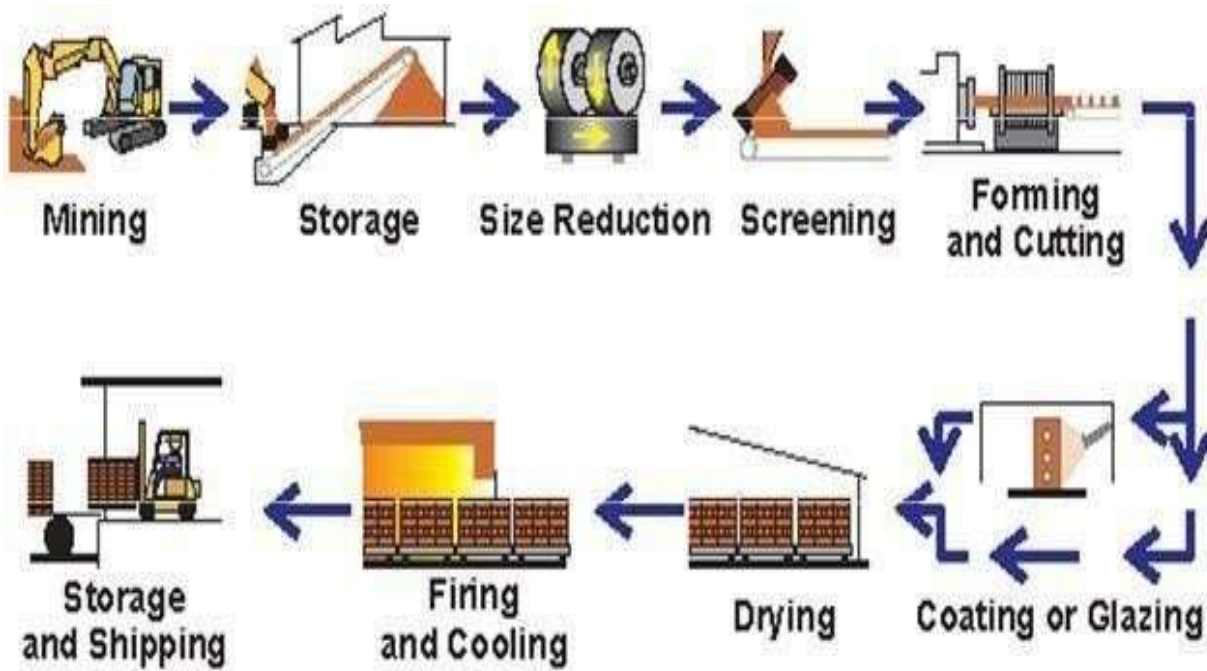 Mining
Storage
Size Reduction
Screening
Forming
and Cutting
Coating or Glazing
Drying
Firing
and Cooling
Storage
and Shipping